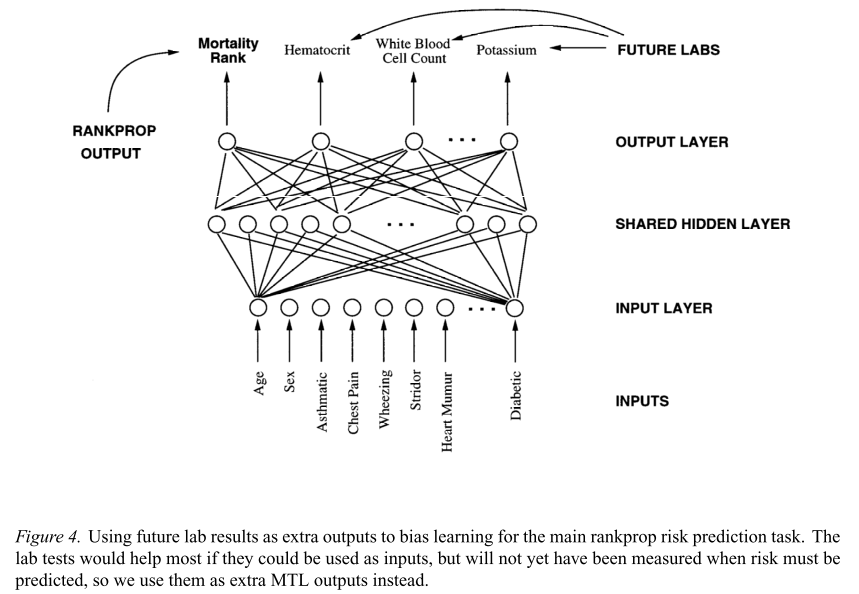 Mortality
Rank
Hematocrit
White Blood
Cell Count
Potassium
FUTURE LABS
RANKPROP
OUTPUT
OUTPUT LAYER
SHARED HIDDEN LAYER
INPUT LAYER
Age
Sex
Asthmatic
Chest Pain
Wheezing
Stridor
Heart Mumur
Diabetic
INPUTS
Figure 4. Using future lab results as extra outputs to bias learning for the main rankprop risk prediction task. The
lab tests would help most if they could be used as inputs, but will not yet have been measured when risk must be
predicted, so we use them as extra MTL outputs instead.